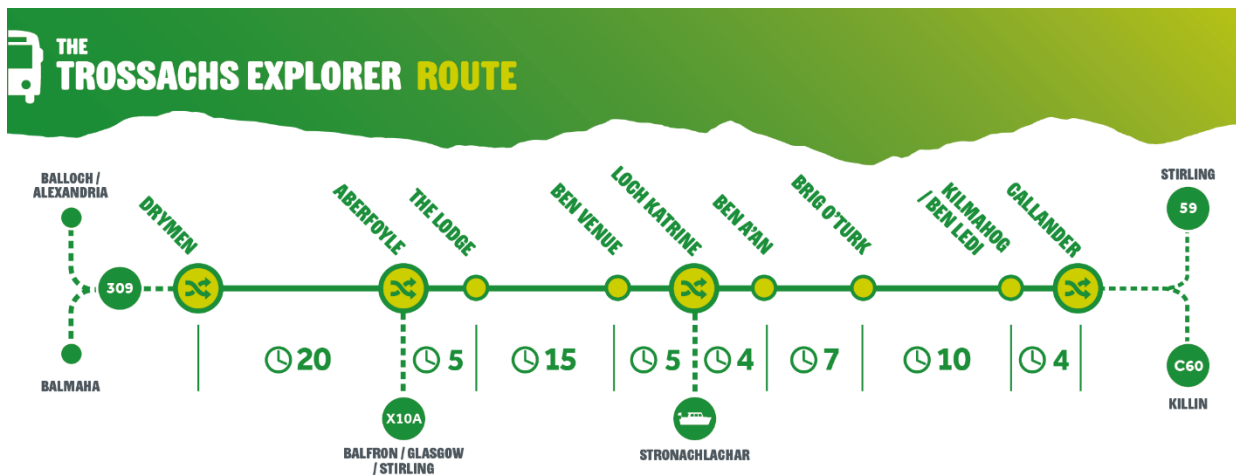 THE
TROSSACHS EXPLORER ROUTE
BALLOCH /
ALEXANDRIA
DRYMEN
ABERFOYLE
THE LODGE
BEN VENUE
LOCH KATRINE
BEN A'AN
BRIG O'TURK
KILMAHOG
/ BEN LEDI
CALLANDER
STIRLING
59
309
20
5
15
5
4
7
10
4
BALMAHA
C60
KILLIN
X10A
BALFRON / GLASGOW
/ STIRLING
STRONACHLACHAR